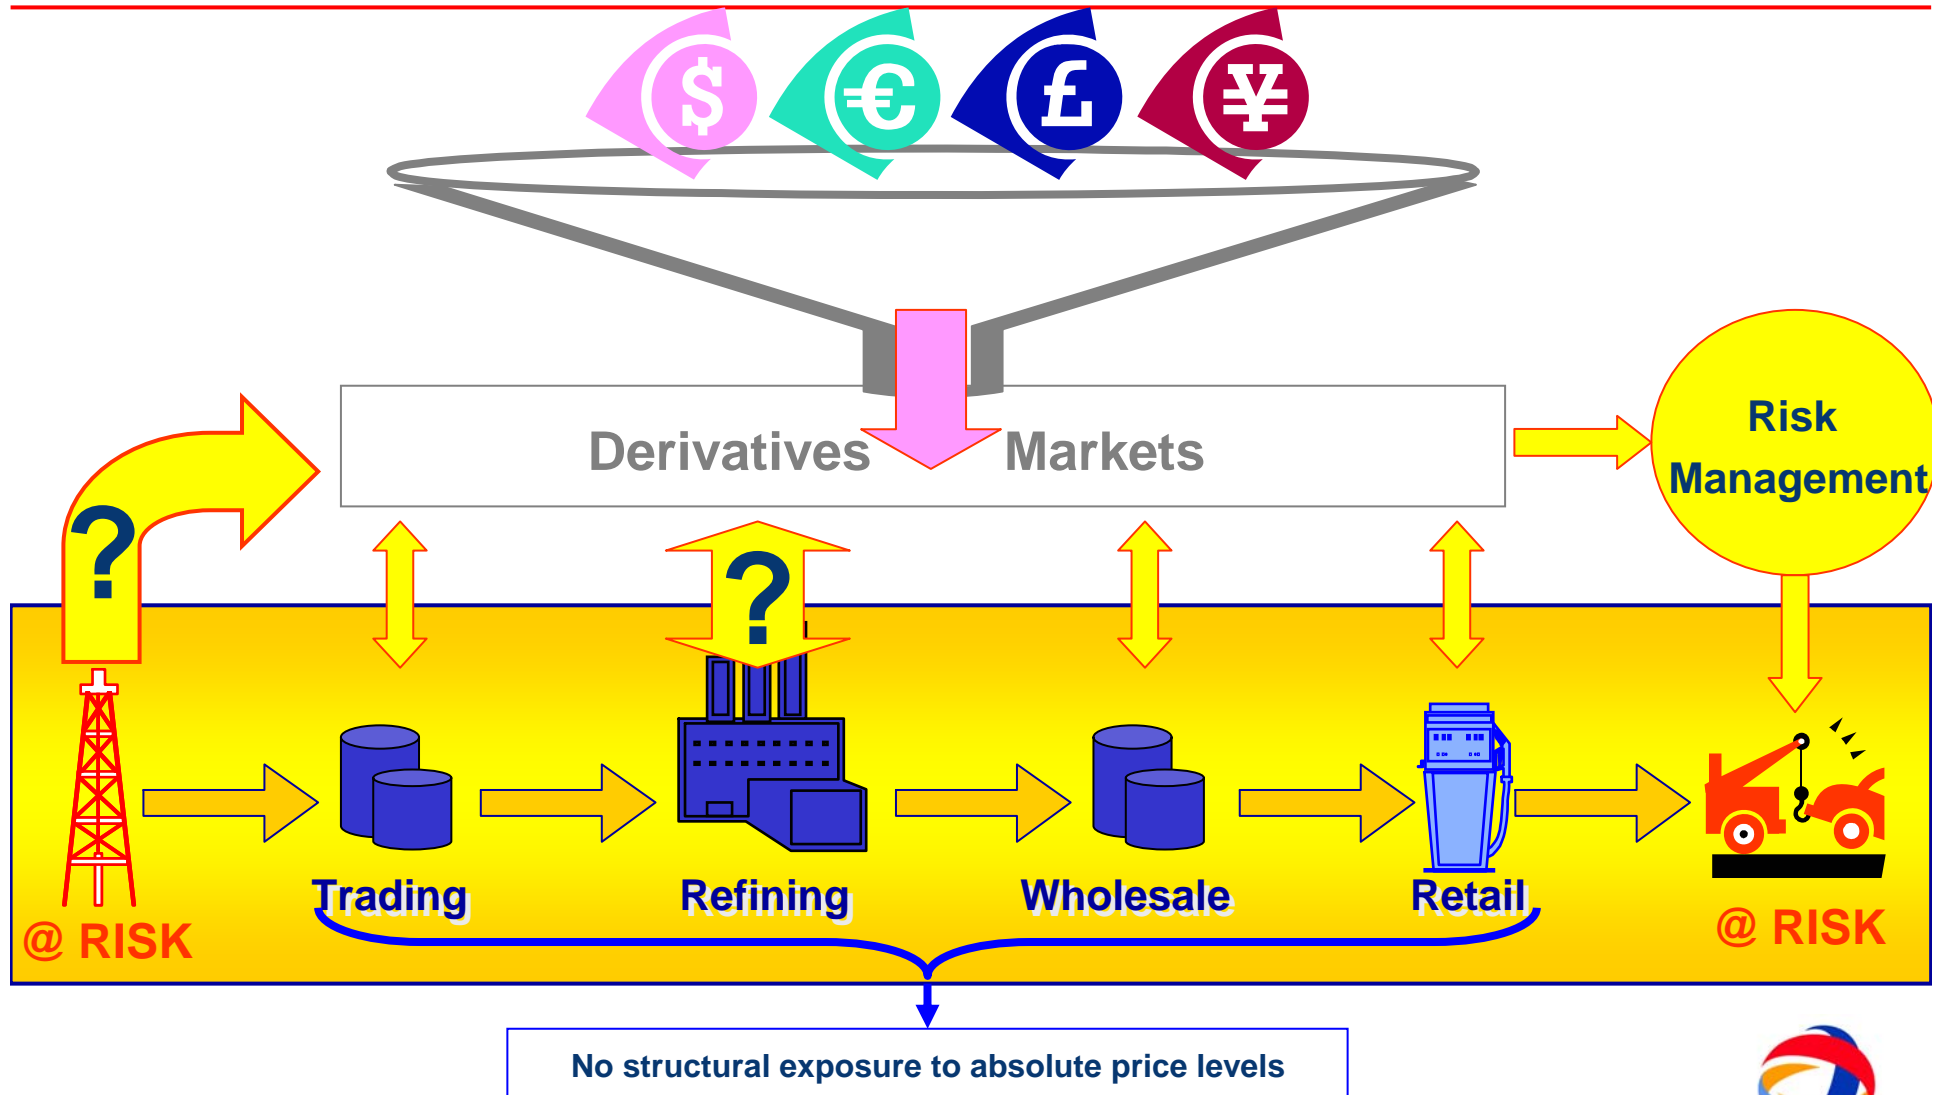 $ € £ ¥
Derivatives Markets
Risk
Management
?
?
Trading Refining Wholesale Retail
@ RISK
@ RISK
No structural exposure to absolute price levels